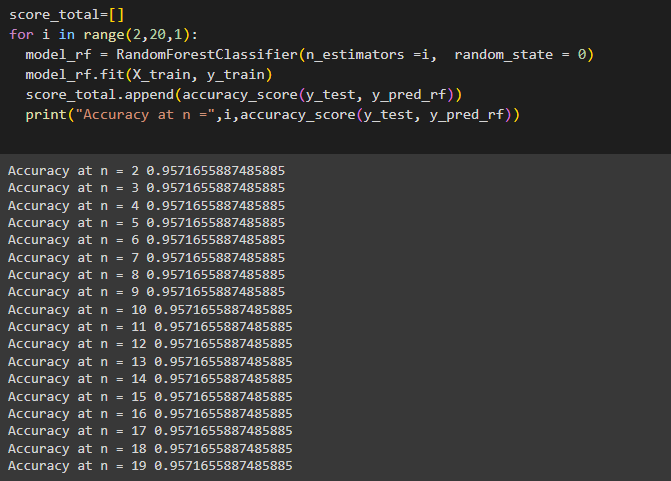 score_total=[]
for i in range(2,20,1):
  model_rf = RandomForestClassifier(n_estimators =i,  random_state = 0)
  model_rf.fit(X_train, y_train)
  score_total.append(accuracy_score(y_test, y_pred_rf))
  print("Accuracy at n =",i,accuracy_score(y_test, y_pred_rf))
Accuracy at n = 2 0.9571655887485885
Accuracy at n = 3 0.9571655887485885
Accuracy at n = 4 0.9571655887485885
Accuracy at n = 5 0.9571655887485885
Accuracy at n = 6 0.9571655887485885
Accuracy at n = 7 0.9571655887485885
Accuracy at n = 8 0.9571655887485885
Accuracy at n = 9 0.9571655887485885
Accuracy at n = 10 0.9571655887485885
Accuracy at n = 11 0.9571655887485885
Accuracy at n = 12 0.9571655887485885
Accuracy at n = 13 0.9571655887485885
Accuracy at n = 14 0.9571655887485885
Accuracy at n = 15 0.9571655887485885
Accuracy at n = 16 0.9571655887485885
Accuracy at n = 17 0.9571655887485885
Accuracy at n = 18 0.9571655887485885
Accuracy at n = 19 0.9571655887485885